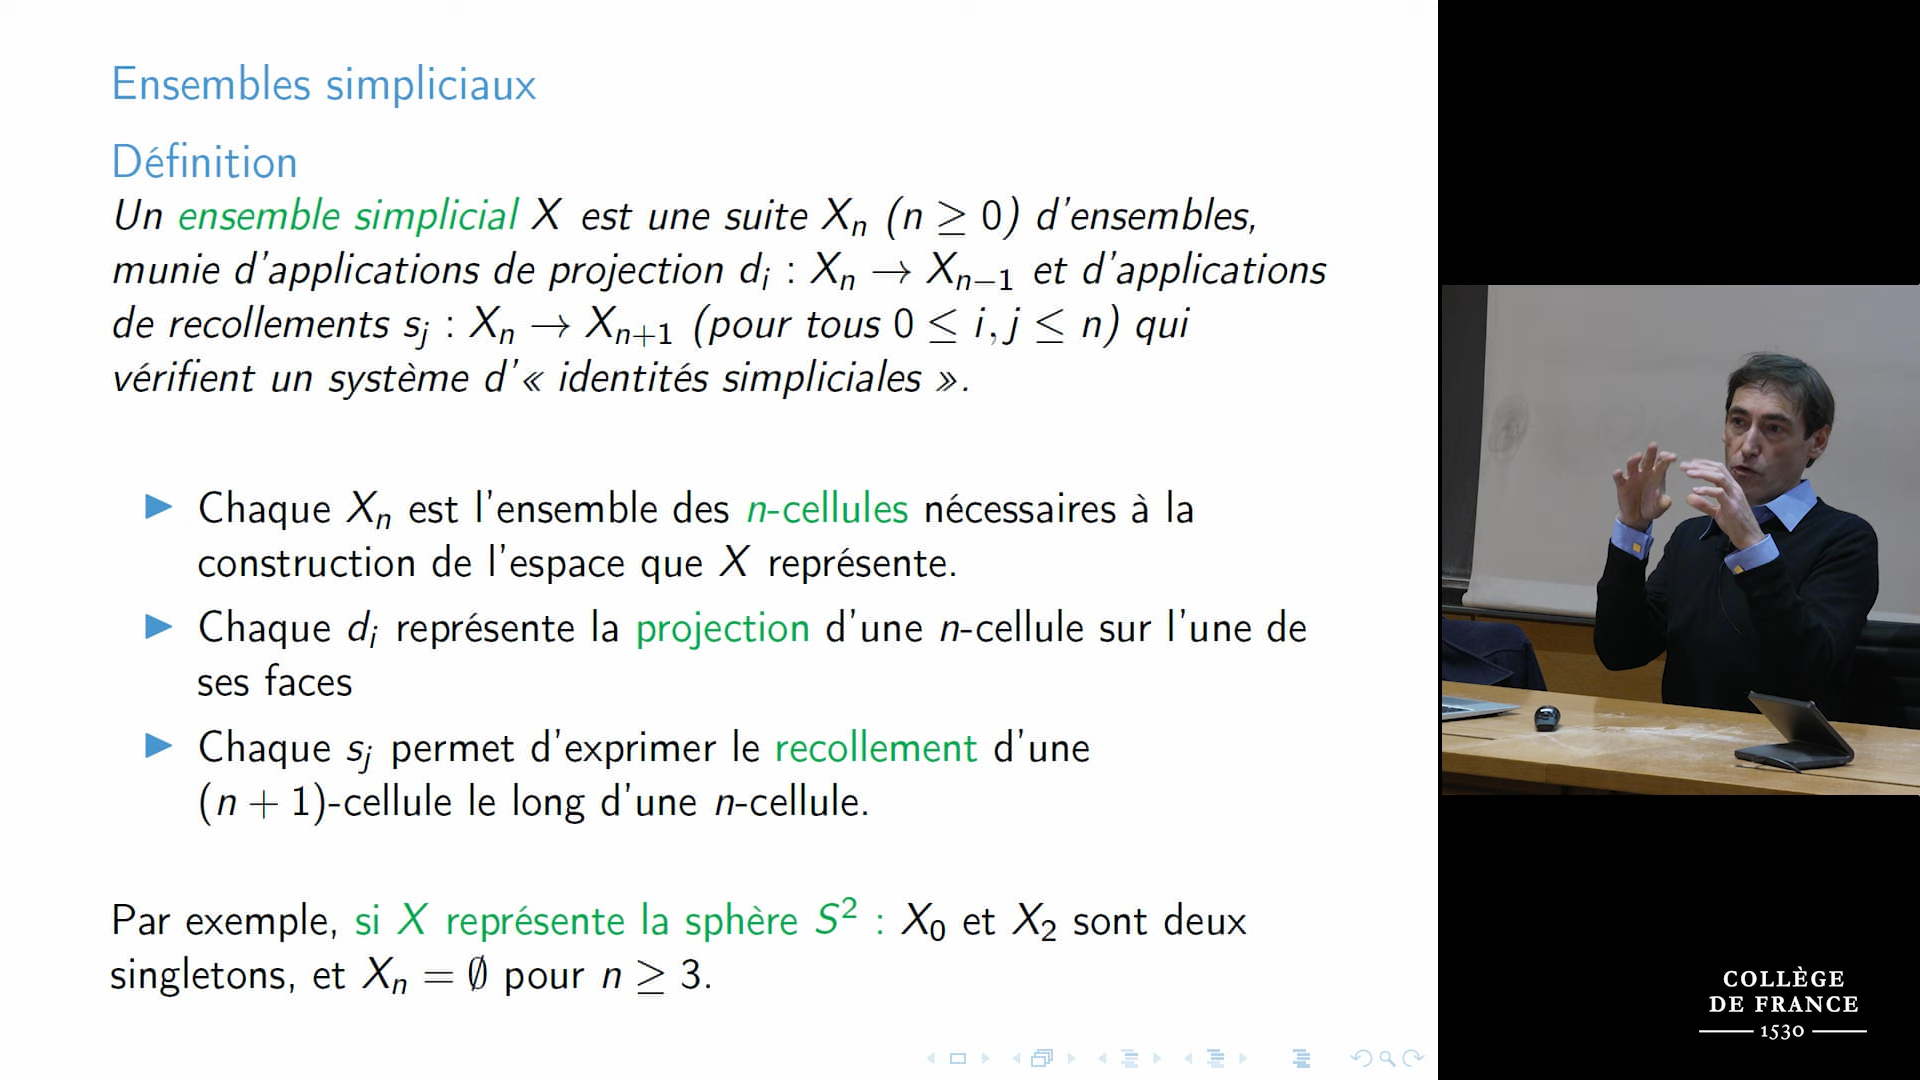 Ensembles simpliciaux
Définition
Un ensemble simplicial X est une suite Xₙ (n ≥ 0) d'ensembles,
munie d'applications de projection dᵢ : Xₙ → Xₙ₋₁ et d'applications
de recollements sⱼ : Xₙ → Xₙ₊₁ (pour tous 0 ≤ i, j ≤ n) qui
vérifient un système d'« identités simpliciales ».
▶ Chaque Xₙ est l'ensemble des n-cellules nécessaires à la
construction de l'espace que X représente.
▶ Chaque dᵢ représente la projection d'une n-cellule sur l'une de
ses faces
▶ Chaque sⱼ permet d'exprimer le recollement d'une
(n + 1)-cellule le long d'une n-cellule.
Par exemple, si X représente la sphère S² : X₀ et X₂ sont deux
singletons, et Xₙ = ∅ pour n ≥ 3.
COLLÈGE
DE FRANCE
1530